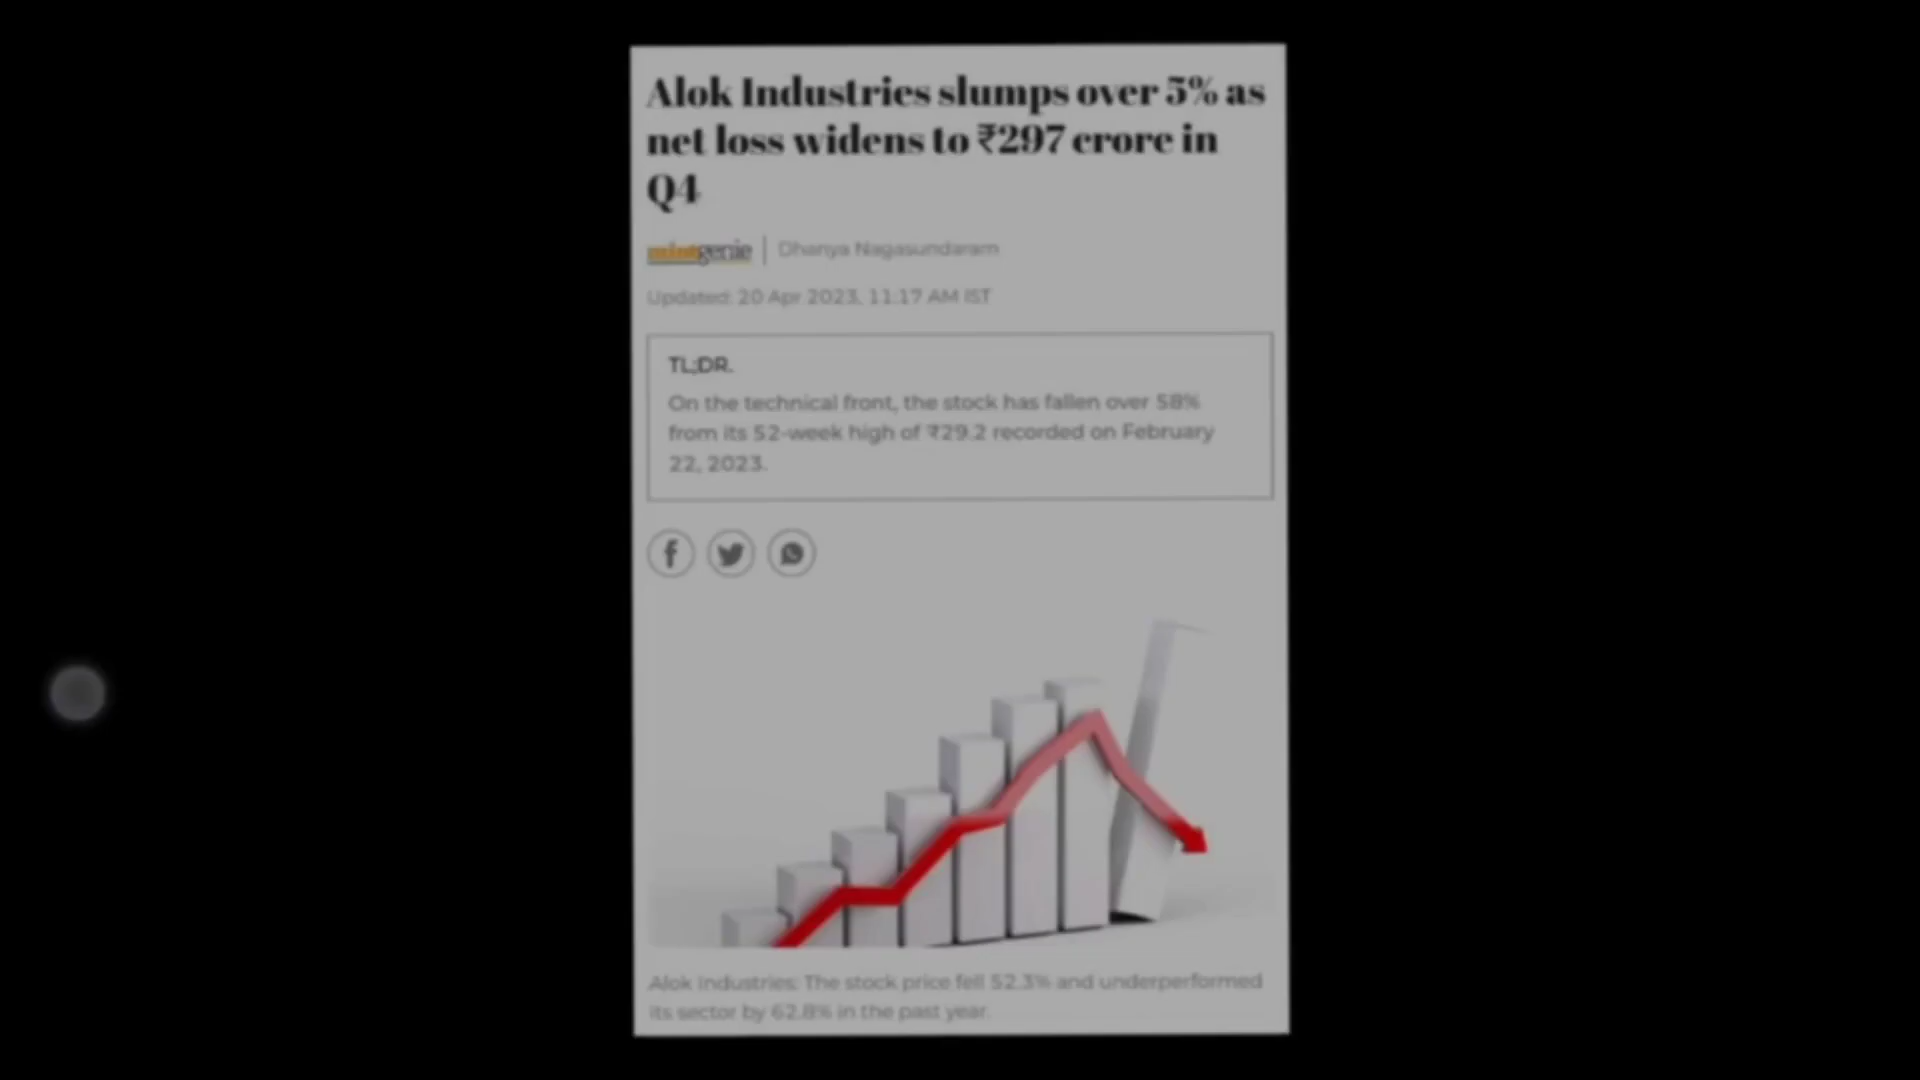 Alok Industries slumps over 5% as
net loss widens to ₹297 crore in
Q4
mintgenie | Dhanya Nagasundaram
Updated: 20 Apr 2023, 11:17 AM IST
TL;DR.
On the technical front, the stock has fallen over 58%
from its 52-week high of ₹29.2 recorded on February
22, 2023.
Alok Industries: The stock price fell 52.3% and underperformed
its sector by 62.8% in the past year.